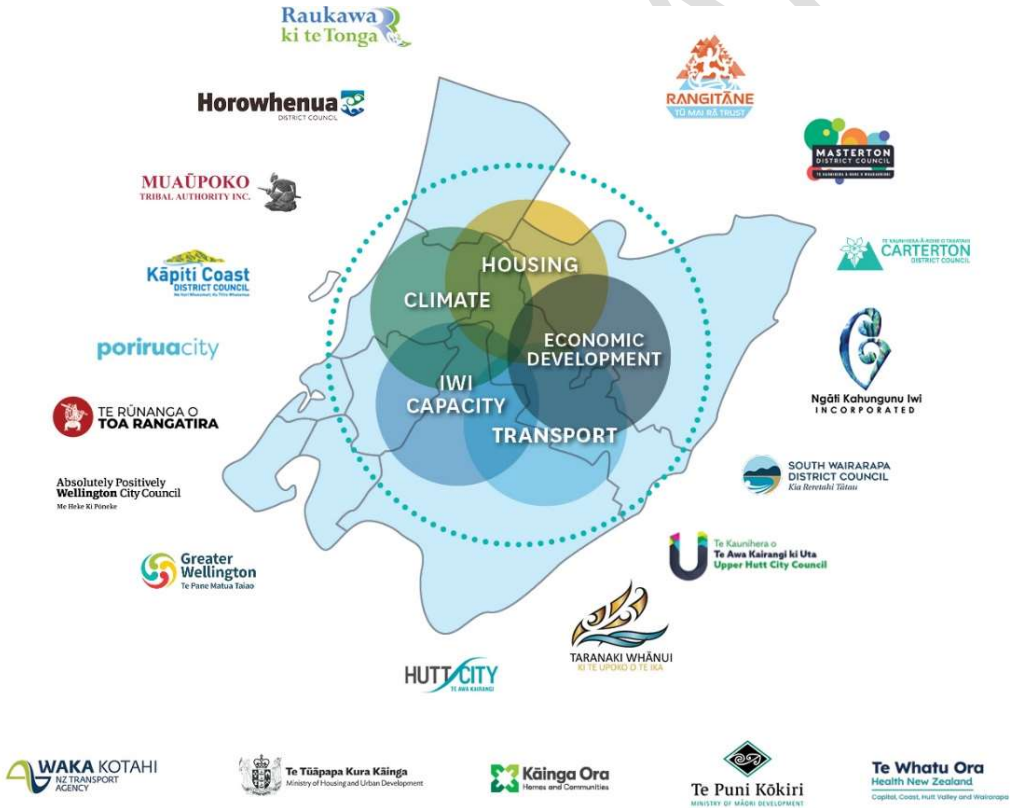 Raukawa
ki te Tonga
RANGITĀNE
TŪ MAI RĀ TRUST
Horowhenua
DISTRICT COUNCIL
MASTERTON
DISTRICT COUNCIL
MUAŪPOKO
TRIBAL AUTHORITY INC.
CARTERTON
DISTRICT COUNCIL
Kāpiti Coast
DISTRICT COUNCIL
HOUSING
CLIMATE
ECONOMIC
DEVELOPMENT
IWI
CAPACITY
TRANSPORT
poriruacity
Ngāti Kahungunu Iwi
INCORPORATED
TE RŪNANGA O
TOA RANGATIRA
SOUTH WAIRARAPA
DISTRICT COUNCIL
Kia Reretahi Tātau
Absolutely Positively
Wellington City Council
Me Heke Ki Pōneke
Te Kaunihera o
Te Awa Kairangi ki Uta
Upper Hutt City Council
Greater
Wellington
Te Pane Matua Taiao
TARANAKI WHĀNUI
KI TE UPOKO O TE IKA
HUTT CITY
TE AWA KAIRANGI
WAKA KOTAHI
NZ TRANSPORT
AGENCY
Te Tūāpapa Kura Kāinga
Ministry of Housing and Urban Development
Kāinga Ora
Homes and Communities
Te Puni Kōkiri
MINISTRY OF MĀORI DEVELOPMENT
Te Whatu Ora
Health New Zealand
Capital, Coast, Hutt Valley and Wairarapa